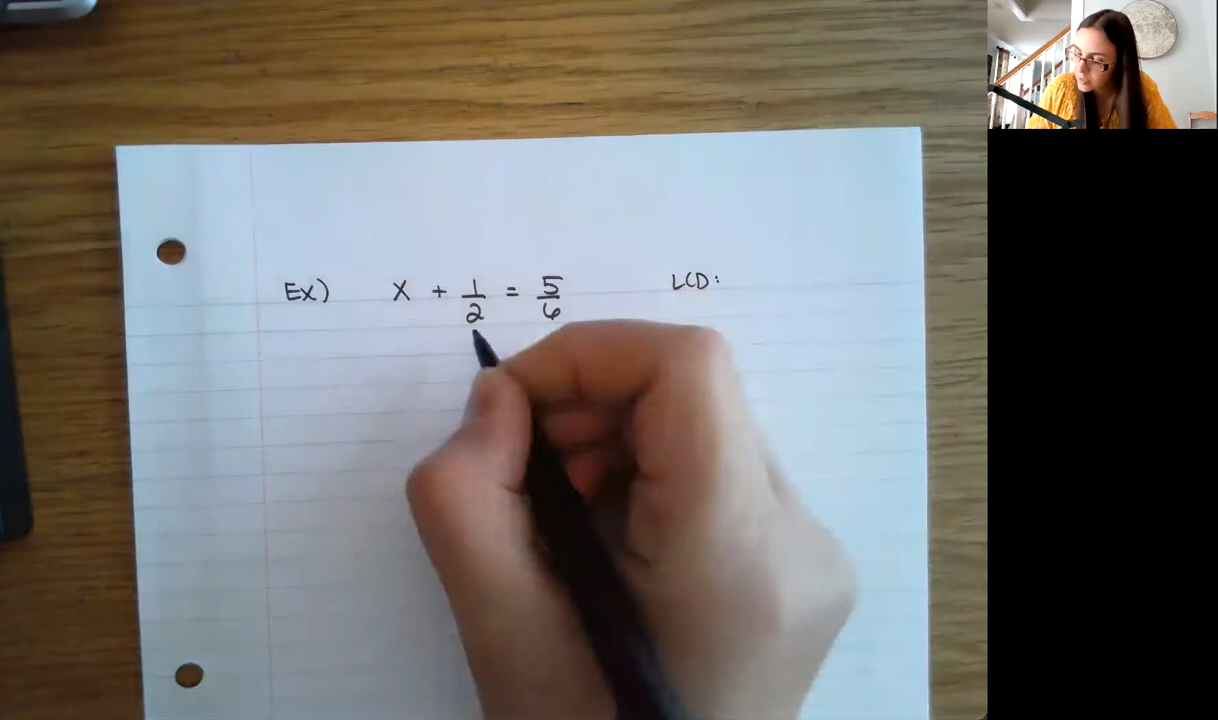 Ex) x + 1/2 = 5/6 LCD: